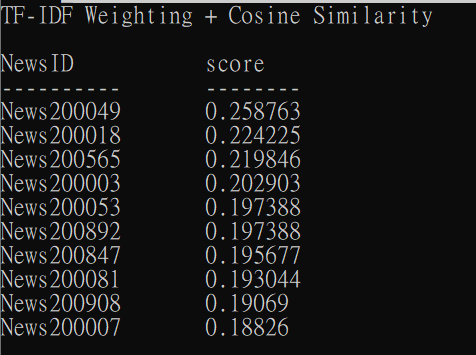 TF-IDF Weighting + Cosine Similarity
NewsID score
---------- --------
News200049 0.258763
News200018 0.224225
News200565 0.219846
News200003 0.202903
News200053 0.197388
News200892 0.197388
News200847 0.195677
News200081 0.193044
News200908 0.19069
News200007 0.18826